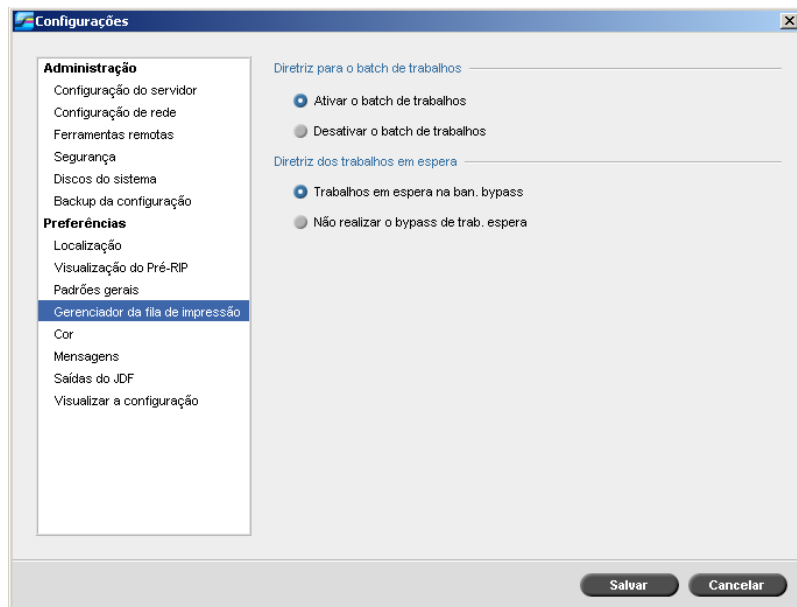 Configurações
Administração
Configuração do servidor
Configuração de rede
Ferramentas remotas
Segurança
Discos do sistema
Backup da configuração
Preferências
Localização
Visualização do Pré-RIP
Padrões gerais
Gerenciador da fila de impressão
Cor
Mensagens
Saídas do JDF
Visualizar a configuração
Diretriz para o batch de trabalhos
Ativar o batch de trabalhos
Desativar o batch de trabalhos
Diretriz dos trabalhos em espera
Trabalhos em espera na ban. bypass
Não realizar o bypass de trab. espera
Salvar
Cancelar